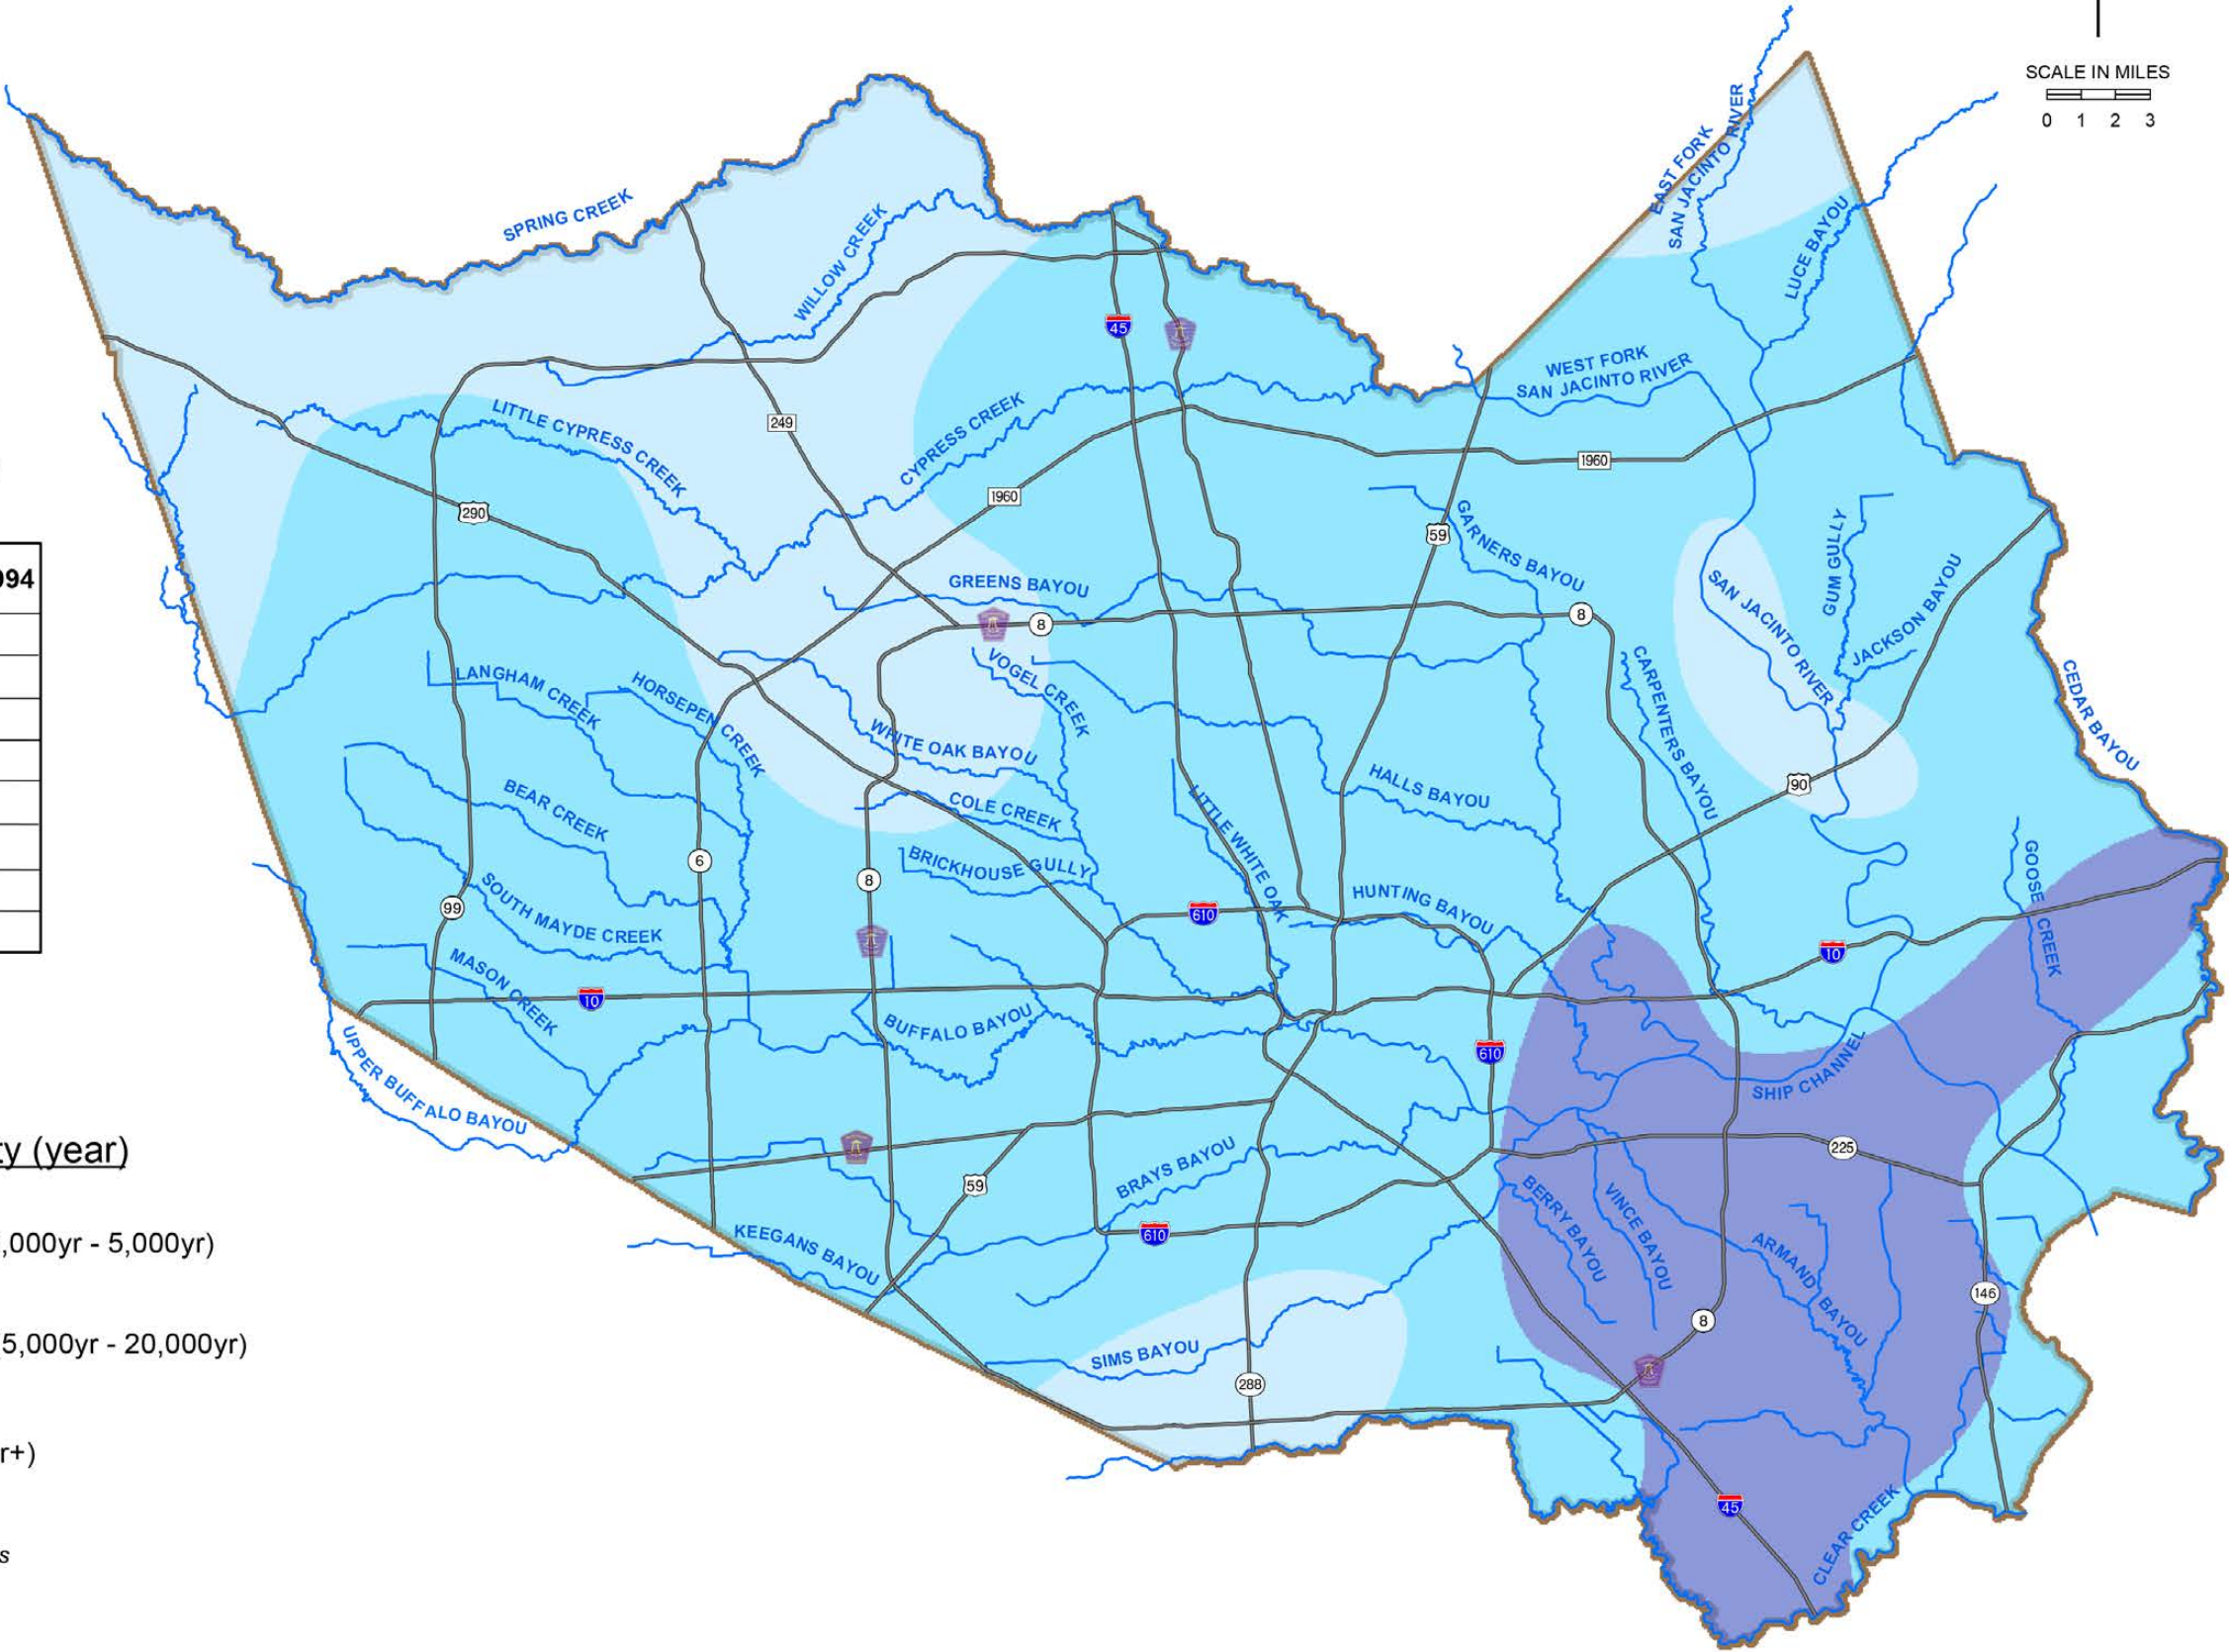 SCALE IN MILES
0 1 2 3
EAST FORK
SAN JACINTO RIVER
SPRING CREEK
WILLOW CREEK
LUCE BAYOU
45
WEST FORK
SAN JACINTO RIVER
LITTLE CYPRESS CREEK
249
CYPRESS CREEK
1960
1960
290
59
GARNERS BAYOU
GUM GULLY
SAN JACINTO RIVER
JACKSON BAYOU
094
GREENS BAYOU
8
8
VOGEL CREEK
CARPENTERS BAYOU
CEDAR BAYOU
LANGHAM CREEK
HORSEPEN CREEK
WHITE OAK BAYOU
BEAR CREEK
COLE CREEK
LITTLE WHITE OAK
HALLS BAYOU
90
6
8
BRICKHOUSE GULLY
GOOSE CREEK
99
SOUTH MAYDE CREEK
610
HUNTING BAYOU
10
MASON CREEK
10
BUFFALO BAYOU
UPPER BUFFALO BAYOU
610
SHIP CHANNEL
ty (year)
225
59
BRAYS BAYOU
BERRY BAYOU
VINCE BAYOU
ARMAND BAYOU
,000yr - 5,000yr)
KEEGANS BAYOU
610
146
5,000yr - 20,000yr)
SIMS BAYOU
288
8
r+)
45
CLEAR CREEK
s